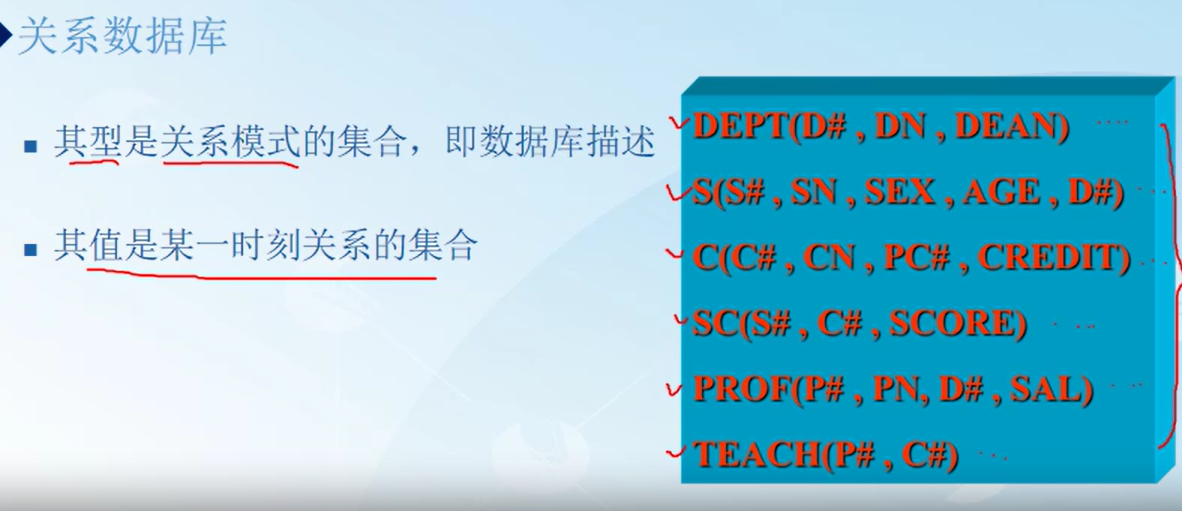 关系数据库
其型是关系模式的集合，即数据库描述
其值是某一时刻关系的集合
DEPT(D# , DN , DEAN)
S(S# , SN , SEX , AGE , D#)
C(C# , CN , PC# , CREDIT)
SC(S# , C# , SCORE)
PROF(P# , PN, D# , SAL)
TEACH(P# , C#)